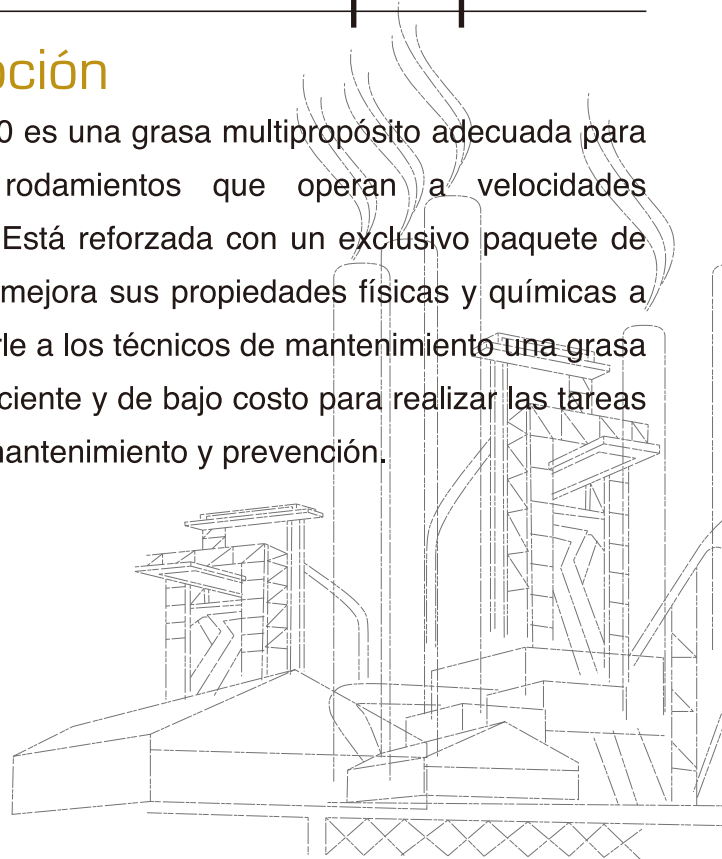 pción
0 es una grasa multipropósito adecuada para
rodamientos que operan a velocidades
Está reforzada con un exclusivo paquete de
mejora sus propiedades físicas y químicas a
rle a los técnicos de mantenimiento una grasa
ciente y de bajo costo para realizar las tareas
mantenimiento y prevención.